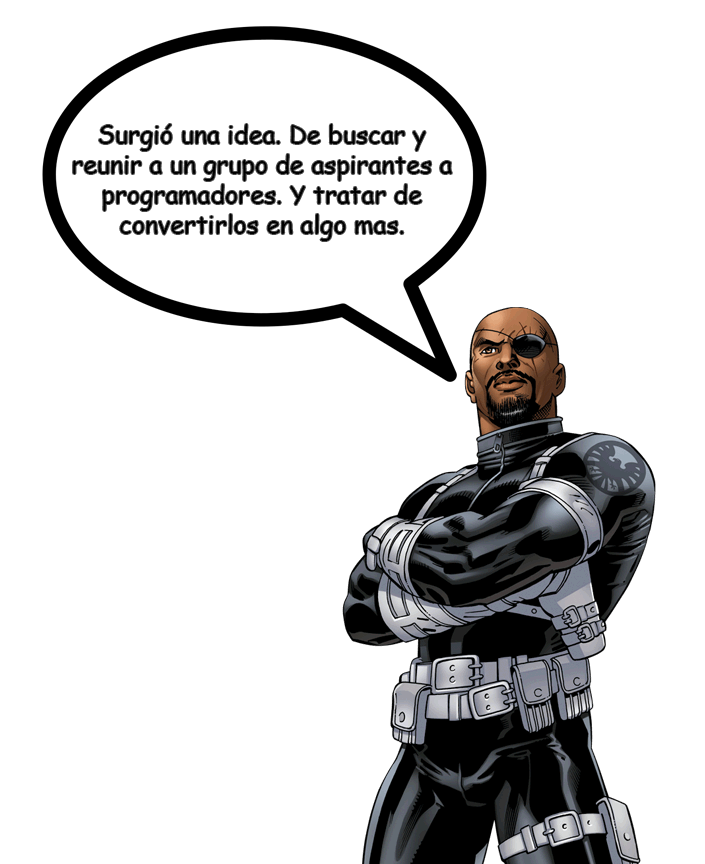 Surgió una idea. De buscar y
reunir a un grupo de aspirantes a
programadores. Y tratar de
convertirlos en algo mas.